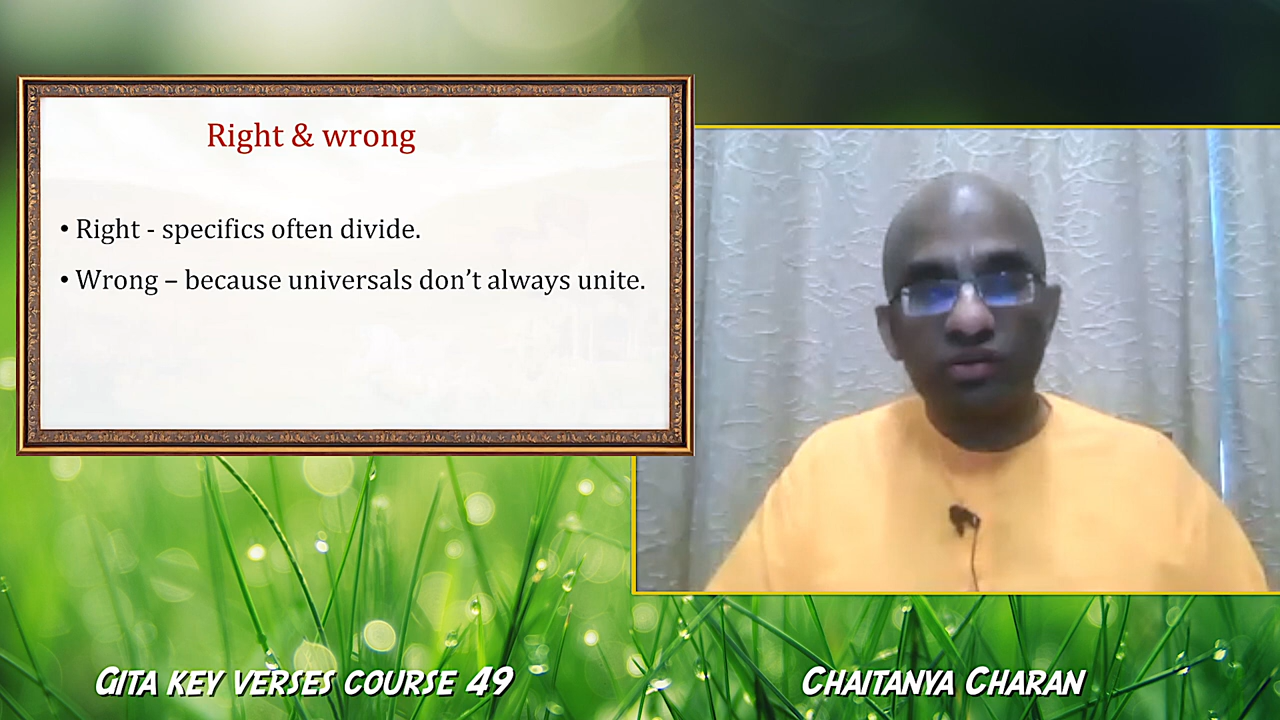 Right & wrong
• Right - specifics often divide.
• Wrong – because universals don’t always unite.
GITA KEY VERSES COURSE 49
CHAITANYA CHARAN